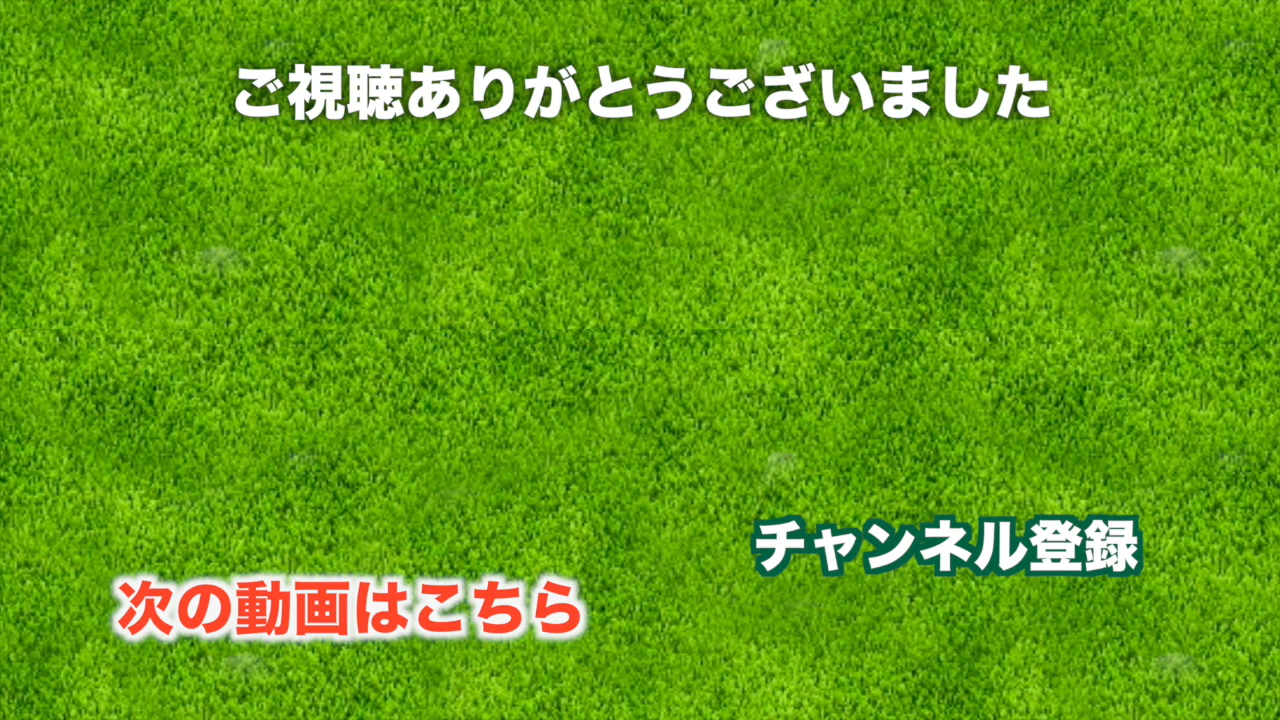 ご視聴ありがとうございました
チャンネル登録
次の動画はこちら